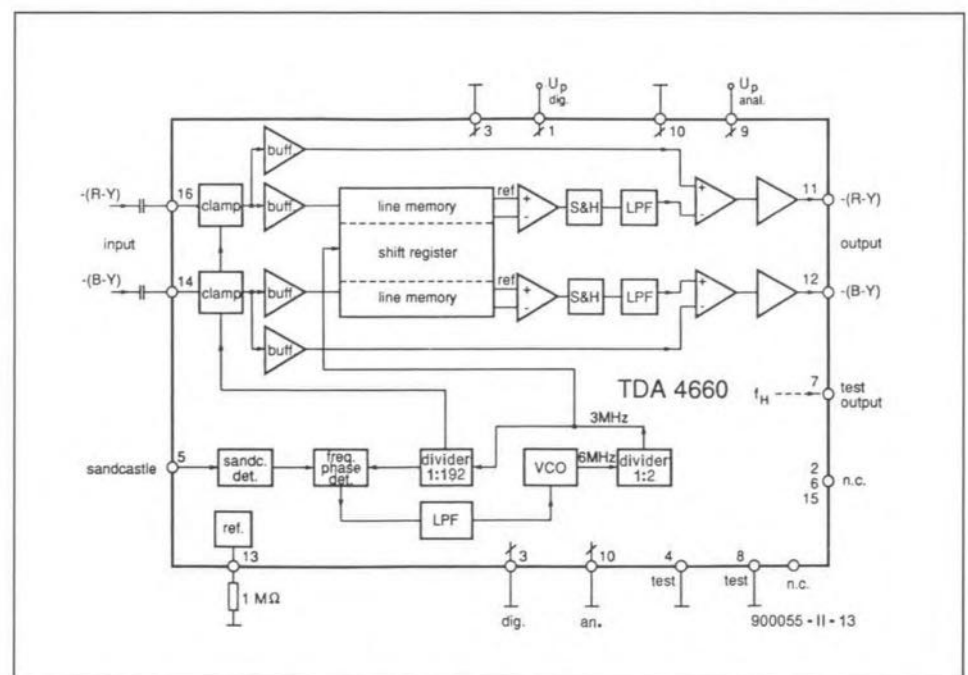 Up
dig.
Up
anal.
3
1
10
9
buff
-(R-Y)
16
clamp
buff
line memory
ref
+
-
S&H
LPF
+
-
11
-(R-Y)
input
shift register
output
-(B-Y)
14
clamp
buff
line memory
ref
+
-
S&H
LPF
+
-
12
-(B-Y)
buff
TDA 4660
fH
7
test
output
3MHz
sandcastle
5
sandc.
det.
freq.
phase
det.
divider
1:192
VCO
6MHz
divider
1:2
2
6
15
n.c.
LPF
ref.
13
3
10
4
8
test
test
n.c.
1 MΩ
dig.
an.
900055 - II - 13